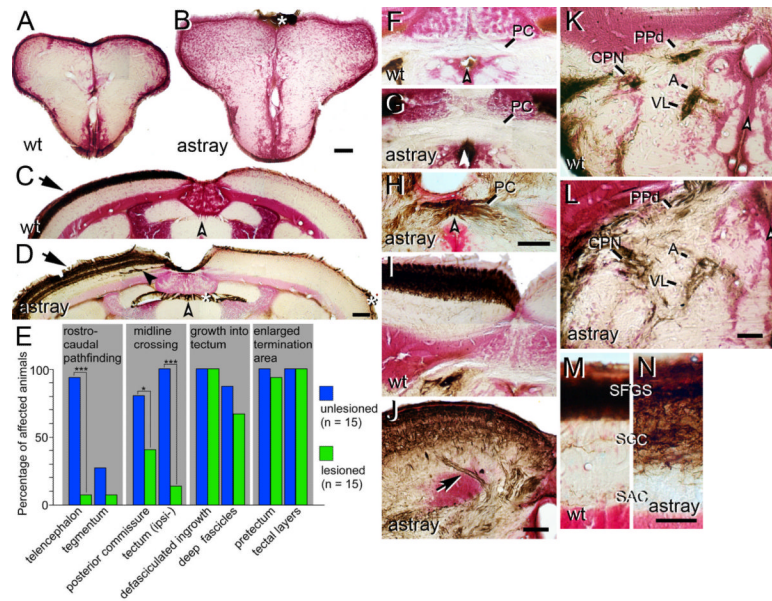 A
B
*
wt
astray
C
wt
D
astray
*
*
E
rostro-
caudal
pathfinding
midline
crossing
growth into
tectum
enlarged
termination
area
Percentage of affected animals
100
50
0
***
*
***
100
50
0
unlesioned
(n = 15)
lesioned
(n = 15)
telencephalon
tegmentum
posterior commissure
tectum (ipsi-)
defasciculated ingrowth
deep fascicles
pretectum
tectal layers
F
PC
wt
G
PC
astray
H
PC
I
wt
J
astray
K
PPd
CPN
A
VL
wt
L
PPd
CPN
A
VL
astray
M
N
SFGS
SGC
SAC
wt
astray